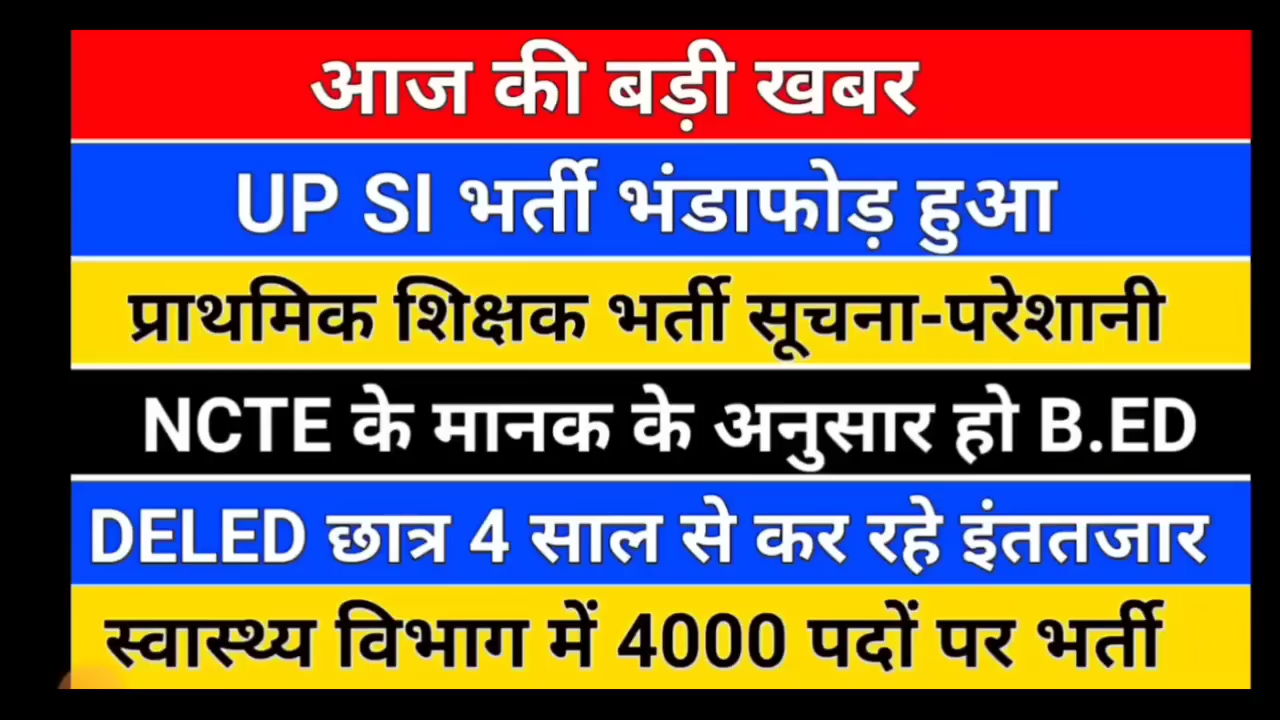 आज की बड़ी खबर
UP SI भर्ती भंडाफोड़ हुआ
प्राथमिक शिक्षक भर्ती सूचना-परेशानी
NCTE के मानक के अनुसार हो B.ED
DELED छात्र 4 साल से कर रहे इंततजार
स्वास्थ्य विभाग में 4000 पदों पर भर्ती